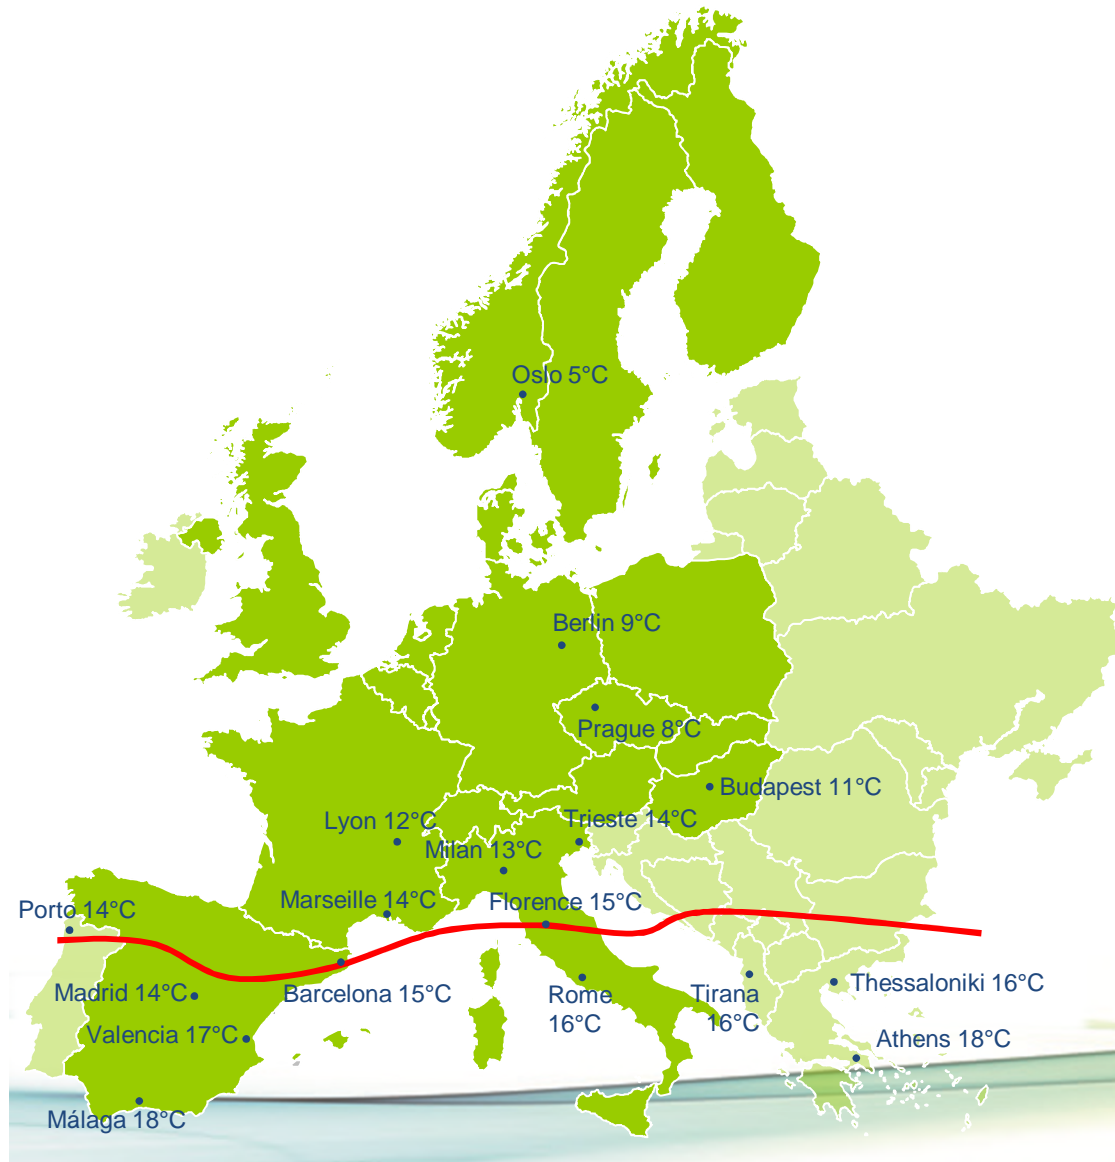 Oslo 5°C
Berlin 9°C
Prague 8°C
Budapest 11°C
Lyon 12°C
Trieste 14°C
Milan 13°C
Marseille 14°C
Florence 15°C
Porto 14°C
Madrid 14°C
Barcelona 15°C
Rome
16°C
Tirana
16°C
Thessaloniki 16°C
Valencia 17°C
Athens 18°C
Málaga 18°C